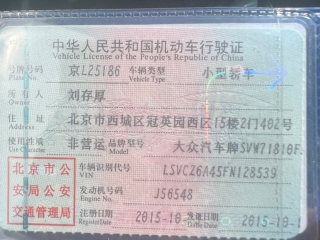 中华人民共和国机动车行驶证
Vehicle License of the People's Republic of China
号牌号码 京L25186 车辆类型 小型轿车
Plate No. Vehicle Type
所有人 刘存厚
Owner
住址 北京市西城区冠英园西区15楼2门402号
Address
使用性质 非营运 品牌型号 大众汽车牌SVW71810F
Use Character Model
北京市公安局公安交通管理局
车辆识别代号 LSVCZ6A45FN128539
VIN
发动机号码 J56548
Engine No.
注册日期 2015-10 发证日期 2015-10-1
Register Date Issue Date